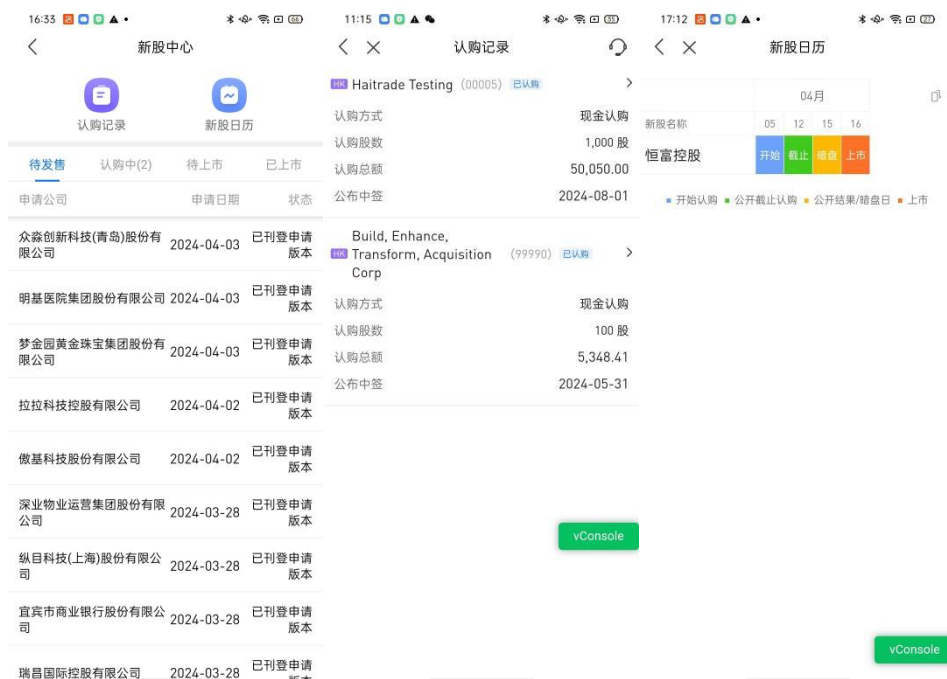 16:33
68
新股中心
认购记录
新股日历
待发售
认购中(2)
待上市
已上市
申请公司
申请日期
状态
众淼创新科技(青岛)股份有
限公司
2024-04-03
已刊登申请
版本
明基医院集团股份有限公司
2024-04-03
已刊登申请
版本
梦金园黄金珠宝集团股份有
限公司
2024-04-03
已刊登申请
版本
拉拉科技控股有限公司
2024-04-02
已刊登申请
版本
傲基科技股份有限公司
2024-04-02
已刊登申请
版本
深业物业运营集团股份有限
公司
2024-03-28
已刊登申请
版本
纵目科技(上海)股份有限公
司
2024-03-28
已刊登申请
版本
宜宾市商业银行股份有限公
司
2024-03-28
已刊登申请
版本
瑞昌国际控股有限公司
2024-03-28
已刊登申请
11:15
认购记录
HK Haitrade Testing (00005) 已认购
认购方式
现金认购
认购股数
1,000 股
认购总额
50,050.00
公布中签
2024-08-01
HK Build, Enhance,
Transform, Acquisition
Corp
(99990) 已认购
认购方式
现金认购
认购股数
100 股
认购总额
5,348.41
公布中签
2024-05-31
vConsole
17:12
27
新股日历
04月
新股名称
05 12 15 16
恒富控股
开始 截止 暗盘 上市
开始认购 公开截止认购 公开结果/暗盘日 上市
vConsole